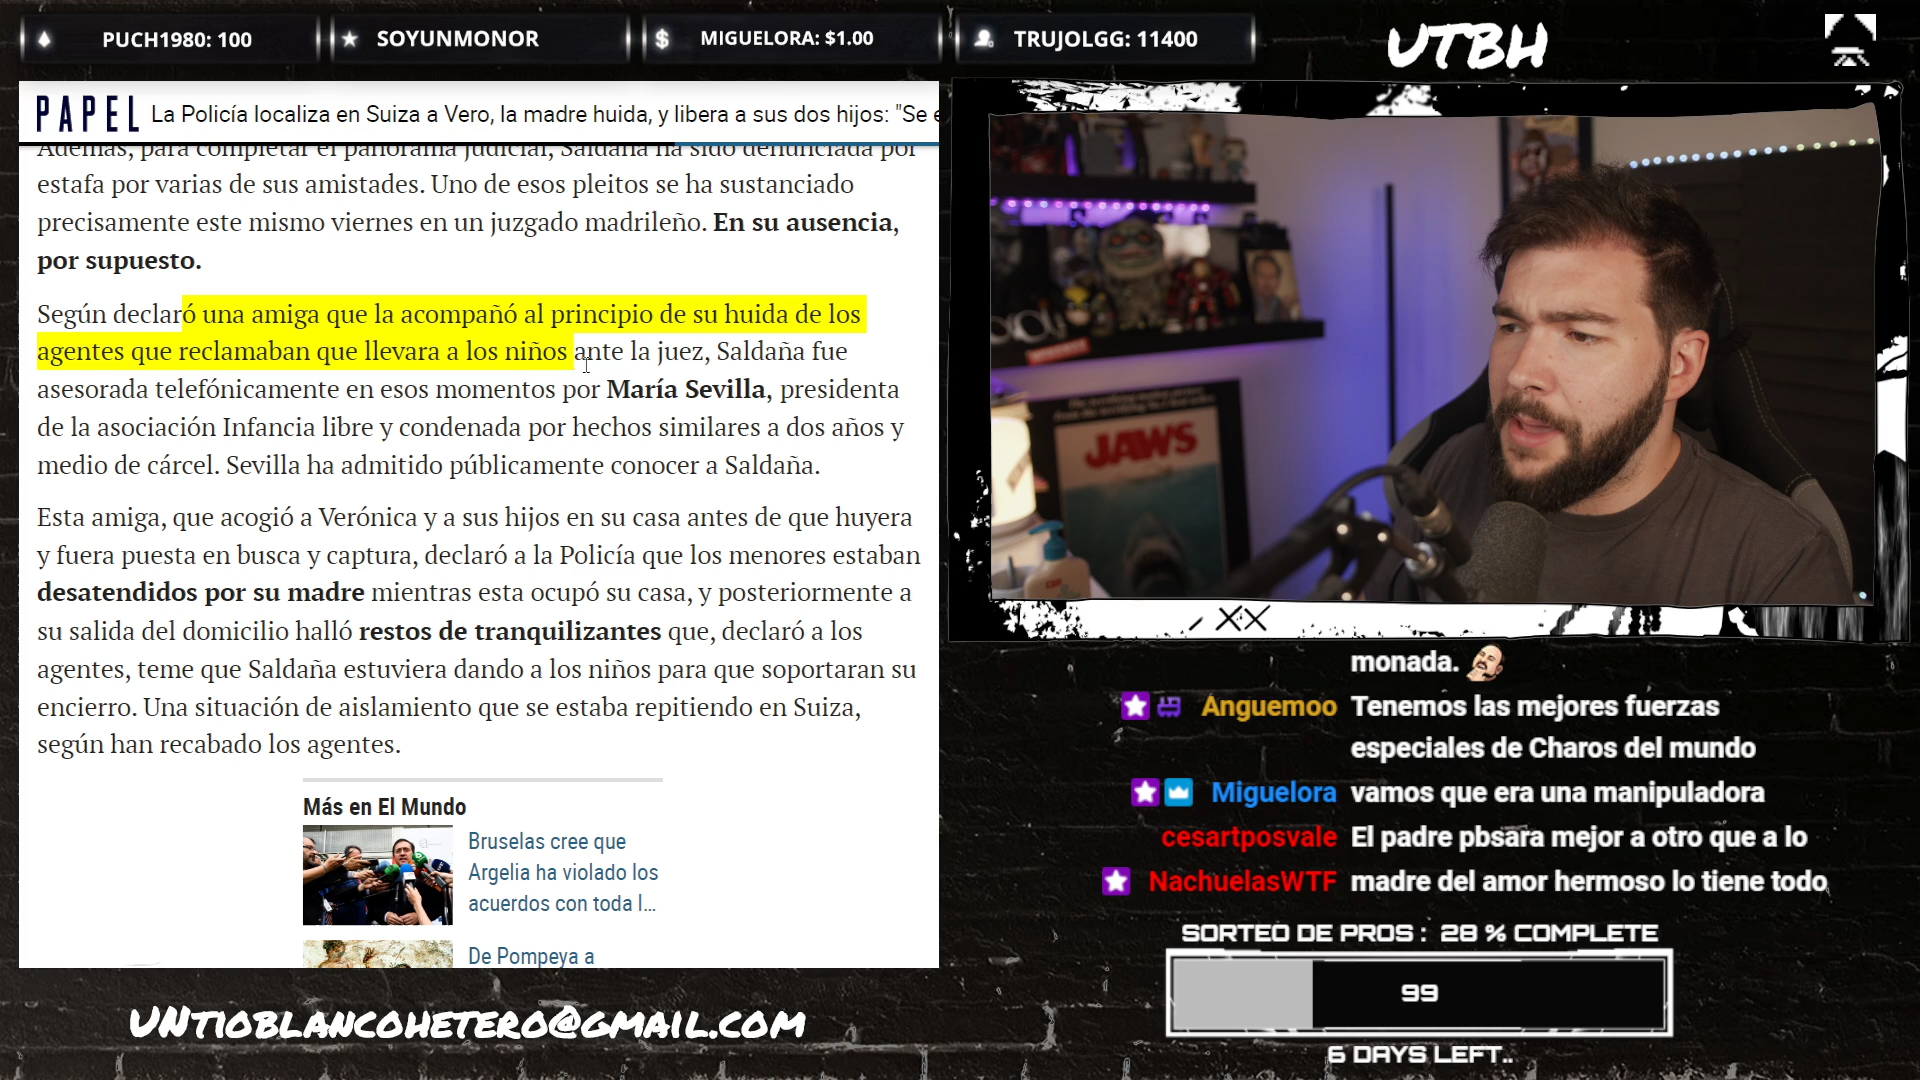 PUCH1980: 100
SOYUNMONOR
MIGUELORA: $1.00
TRUJOLGG: 11400
UTBH
PAPEL
La Policía localiza en Suiza a Vero, la madre huida, y libera a sus dos hijos: "Se e
Además, para completar el panorama judicial, Saldaña ha sido denunciada por
estafa por varias de sus amistades. Uno de esos pleitos se ha sustanciado
precisamente este mismo viernes en un juzgado madrileño. En su ausencia,
por supuesto.
Según declaró una amiga que la acompañó al principio de su huida de los
agentes que reclamaban que llevara a los niños ante la juez, Saldaña fue
asesorada telefónicamente en esos momentos por María Sevilla, presidenta
de la asociación Infancia libre y condenada por hechos similares a dos años y
medio de cárcel. Sevilla ha admitido públicamente conocer a Saldaña.
Esta amiga, que acogió a Verónica y a sus hijos en su casa antes de que huyera
y fuera puesta en busca y captura, declaró a la Policía que los menores estaban
desatendidos por su madre mientras esta ocupó su casa, y posteriormente a
su salida del domicilio halló restos de tranquilizantes que, declaró a los
agentes, teme que Saldaña estuviera dando a los niños para que soportaran su
encierro. Una situación de aislamiento que se estaba repitiendo en Suiza,
según han recabado los agentes.
Más en El Mundo
Bruselas cree que
Argelia ha violado los
acuerdos con toda l...
De Pompeya a
UNTIOBLANCOHETERO@GMAIL.COM
JAWS
monada.
Anguemoo Tenemos las mejores fuerzas
especiales de Charos del mundo
Miguelora vamos que era una manipuladora
cesartposvale El padre pbsara mejor a otro que a lo
NachuelasWTF madre del amor hermoso lo tiene todo
SORTEO DE PROS : 28 % COMPLETE
99
6 DAYS LEFT..